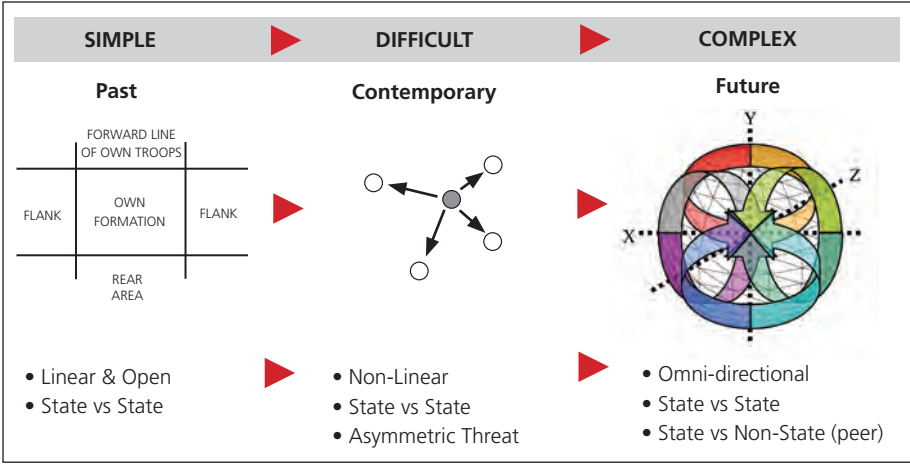 SIMPLE
DIFFICULT
COMPLEX
Past
Contemporary
Future
FORWARD LINE
OF OWN TROOPS
FLANK
OWN
FORMATION
FLANK
REAR
AREA
Y
Z
X
• Linear & Open
• State vs State
• Non-Linear
• State vs State
• Asymmetric Threat
• Omni-directional
• State vs State
• State vs Non-State (peer)